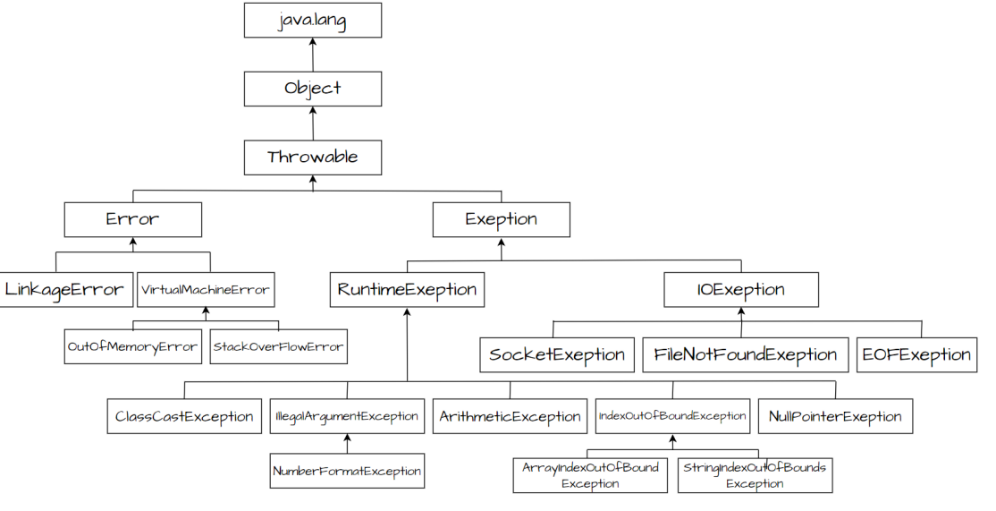 java.lang
Object
Throwable
Error
Exeption
LinkageError
VirtualMachineError
RuntimeExeption
IOExeption
OutOfMemoryError
StackOverFlowError
SocketExeption
FileNotFoundExeption
EOFExeption
ClassCastException
IllegalArgumentException
ArithmeticException
IndexOutOfBoundException
NullPointerExeption
NumberFormatException
ArrayIndexOutOfBound
Exception
StringIndexOutOfBounds
Exception